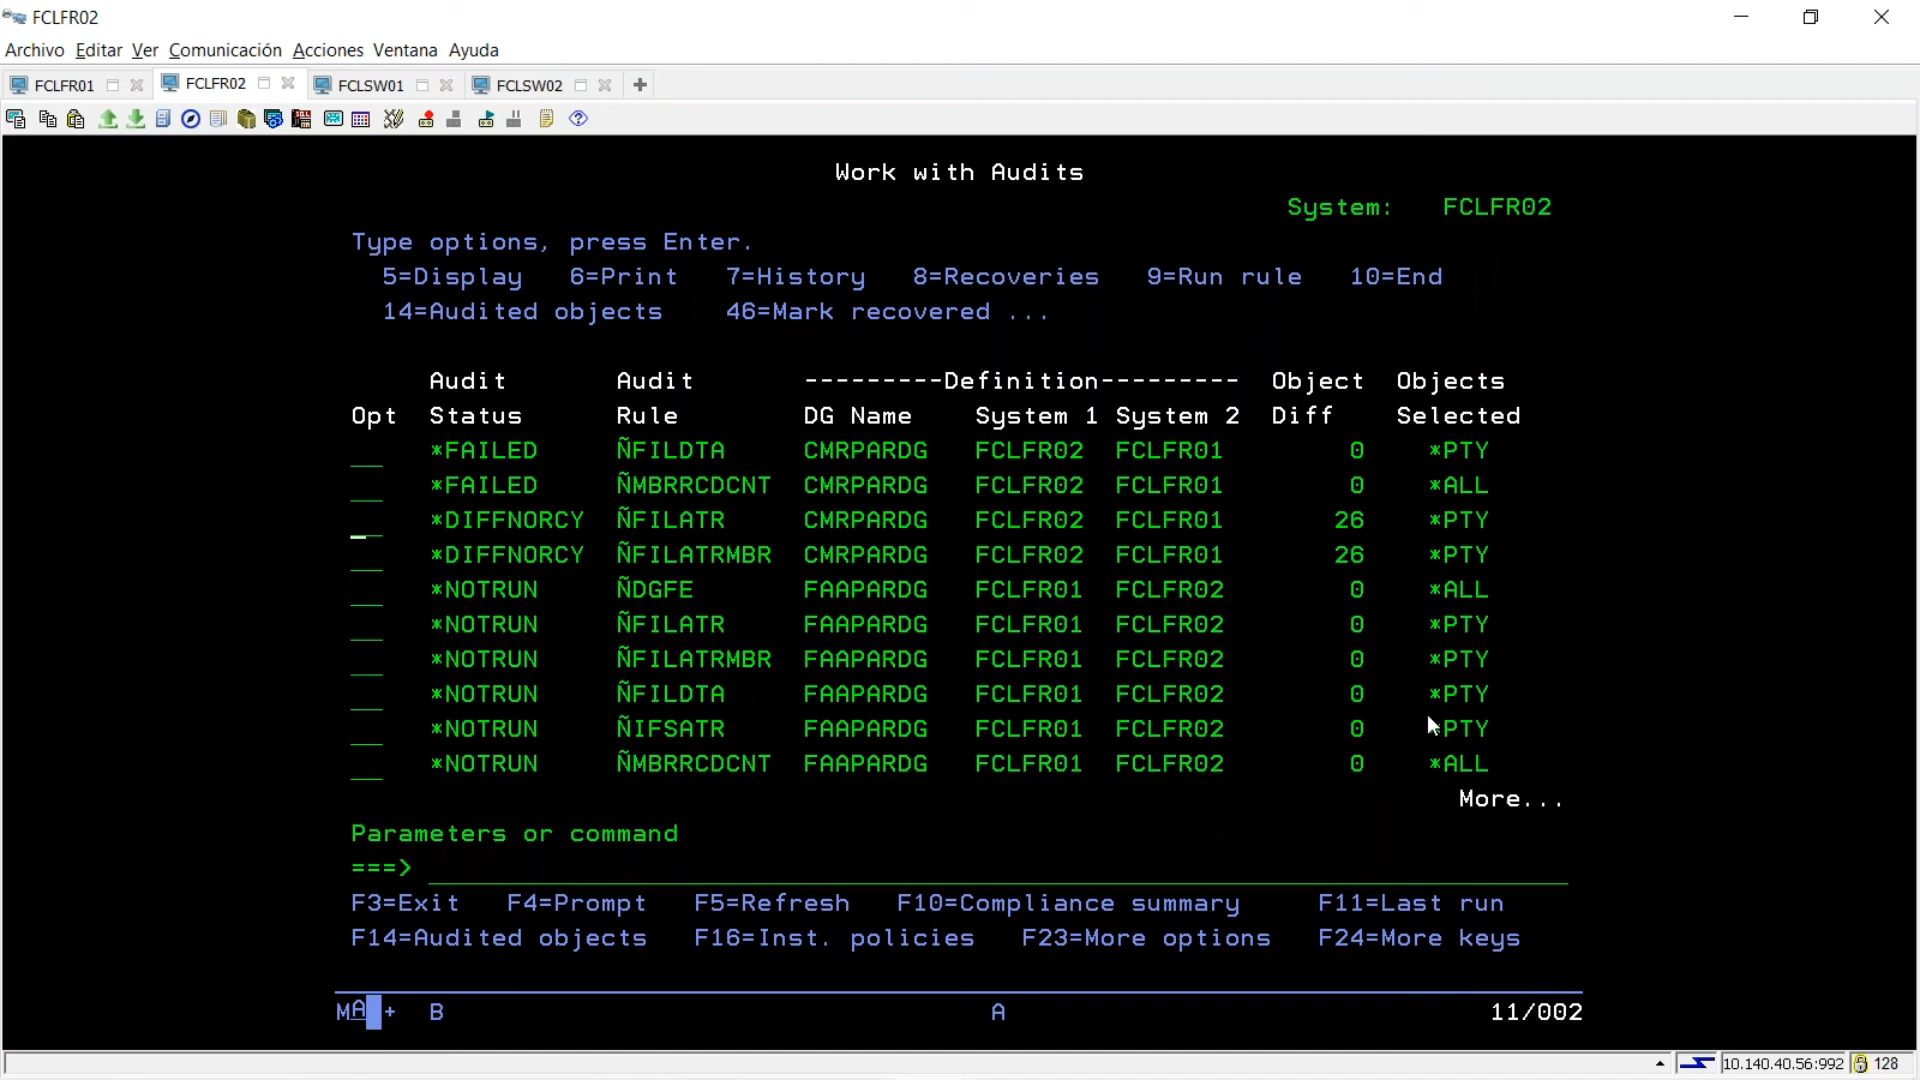 FCLFR02
Archivo Editar Ver Comunicación Acciones Ventana Ayuda
FCLFR01 FCLFR02 FCLSW01 FCLSW02
Work with Audits
System: FCLFR02
Type options, press Enter.
5=Display 6=Print 7=History 8=Recoveries 9=Run rule 10=End
14=Audited objects 46=Mark recovered ...
Audit Audit ---------Definition--------- Object Objects
Opt Status Rule DG Name System 1 System 2 Diff Selected
*FAILED ÑFILDTA CMRPARDG FCLFR02 FCLFR01 0 *PTY
*FAILED ÑMBRRCDCNT CMRPARDG FCLFR02 FCLFR01 0 *ALL
*DIFFNORCY ÑFILATR CMRPARDG FCLFR02 FCLFR01 26 *PTY
*DIFFNORCY ÑFILATRMBR CMRPARDG FCLFR02 FCLFR01 26 *PTY
*NOTRUN ÑDGFE FAAPARDG FCLFR01 FCLFR02 0 *ALL
*NOTRUN ÑFILATR FAAPARDG FCLFR01 FCLFR02 0 *PTY
*NOTRUN ÑFILATRMBR FAAPARDG FCLFR01 FCLFR02 0 *PTY
*NOTRUN ÑFILDTA FAAPARDG FCLFR01 FCLFR02 0 *PTY
*NOTRUN ÑIFSATR FAAPARDG FCLFR01 FCLFR02 0 *PTY
*NOTRUN ÑMBRRCDCNT FAAPARDG FCLFR01 FCLFR02 0 *ALL
More...
Parameters or command
===>
F3=Exit F4=Prompt F5=Refresh F10=Compliance summary F11=Last run
F14=Audited objects F16=Inst. policies F23=More options F24=More keys
MA + B A 11/002
10.140.40.56:992 128